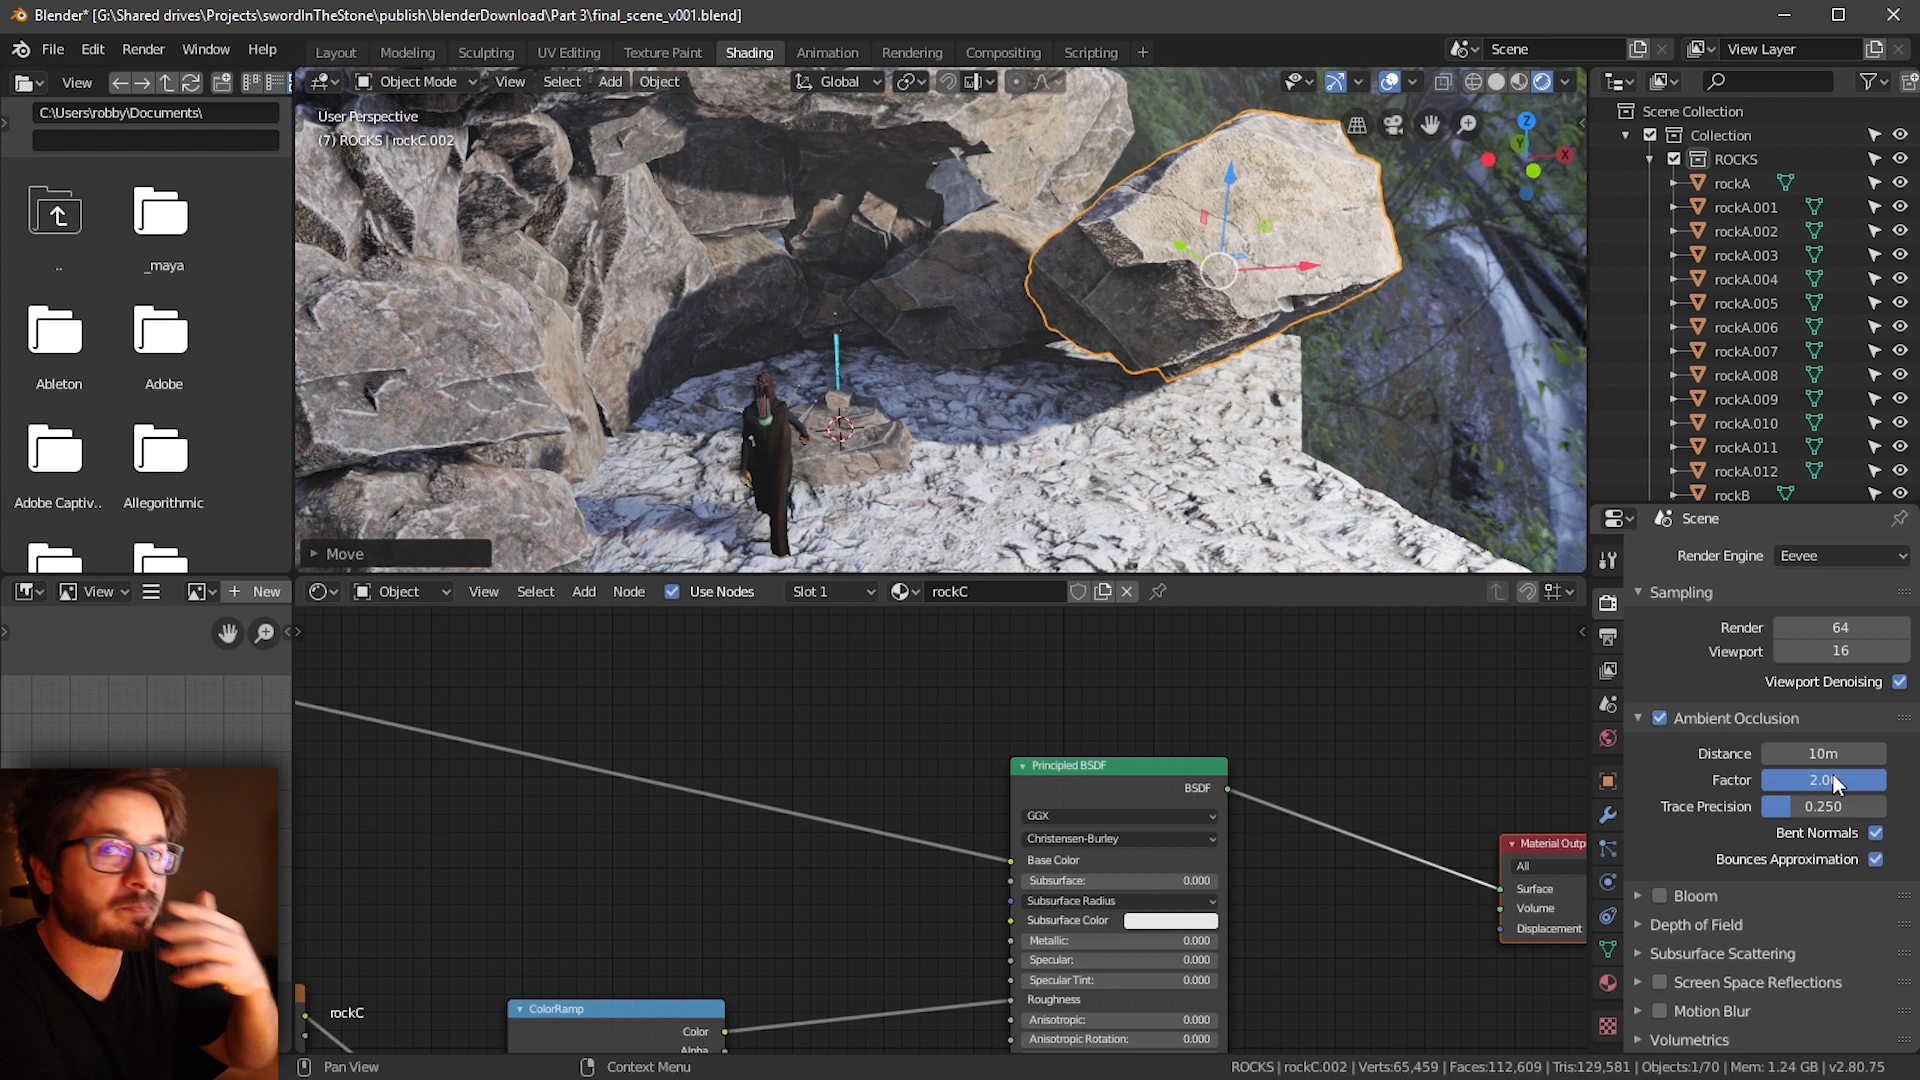 Blender* [G:\Shared drives\Projects\swordInTheStone\publish\blenderDownload\Part 3\final_scene_v001.blend]
File Edit Render Window Help
Layout Modeling Sculpting UV Editing Texture Paint Shading Animation Rendering Compositing Scripting +
Scene
View Layer
View
Object Mode View Select Add Object
Global
C:\Users\robby\Documents\
..
_maya
Ableton
Adobe
Adobe Captiv..
Allegorithmic
User Perspective
(7) ROCKS | rockC.002
Z
Y
X
Move
Scene Collection
Collection
ROCKS
rockA
rockA.001
rockA.002
rockA.003
rockA.004
rockA.005
rockA.006
rockA.007
rockA.008
rockA.009
rockA.010
rockA.011
rockA.012
rockB
Scene
Render Engine Eevee
Sampling
Render 64
Viewport 16
Viewport Denoising
Ambient Occlusion
Distance 10m
Factor
Trace Precision 0.250
Bent Normals
Bounces Approximation
Bloom
Depth of Field
Subsurface Scattering
Screen Space Reflections
Motion Blur
Volumetrics
View
+ New
Object View Select Add Node Use Nodes Slot 1 rockC
Principled BSDF
BSDF
GGX
Christensen-Burley
Base Color
Subsurface: 0.000
Subsurface Radius
Subsurface Color
Metallic: 0.000
Specular: 0.000
Specular Tint: 0.000
Roughness
Anisotropic: 0.000
Anisotropic Rotation: 0.000
Material Outp
All
Surface
Volume
Displacement
ColorRamp
Color
Alpha
rockC
Pan View
Context Menu
ROCKS | rockC.002 | Verts:65,459 | Faces:112,609 | Tris:129,581 | Objects:1/70 | Mem: 1.24 GB | v2.80.75